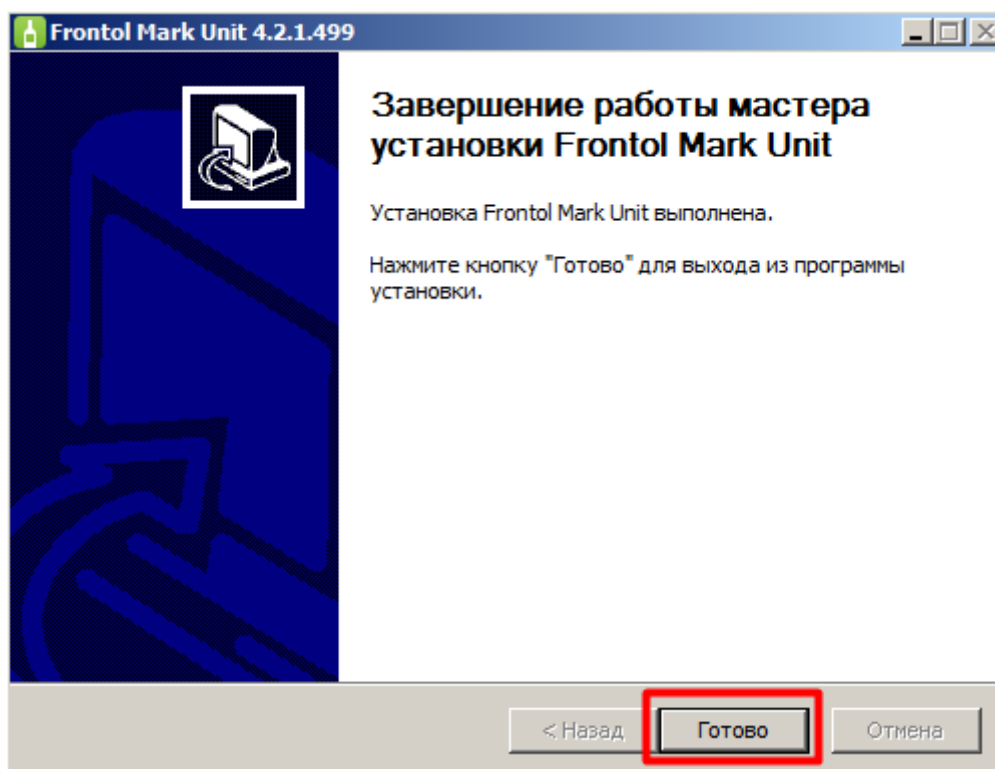 Frontol Mark Unit 4.2.1.499
Завершение работы мастера
установки Frontol Mark Unit
Установка Frontol Mark Unit выполнена.
Нажмите кнопку "Готово" для выхода из программы
установки.
< Назад
Готово
Отмена